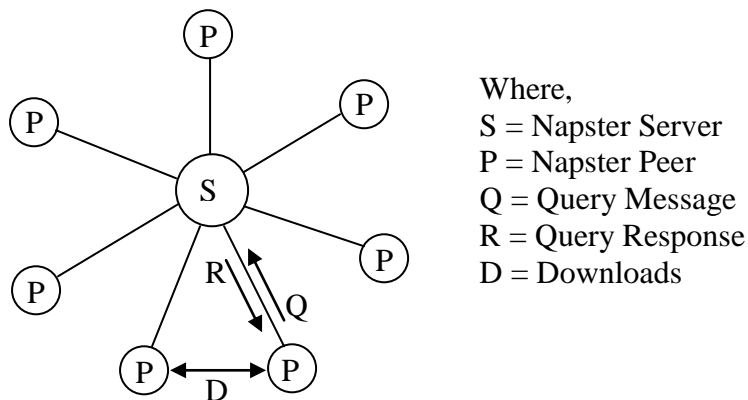 P
P
P
S
P
P
R
Q
P
P
D
Where,
S = Napster Server
P = Napster Peer
Q = Query Message
R = Query Response
D = Downloads